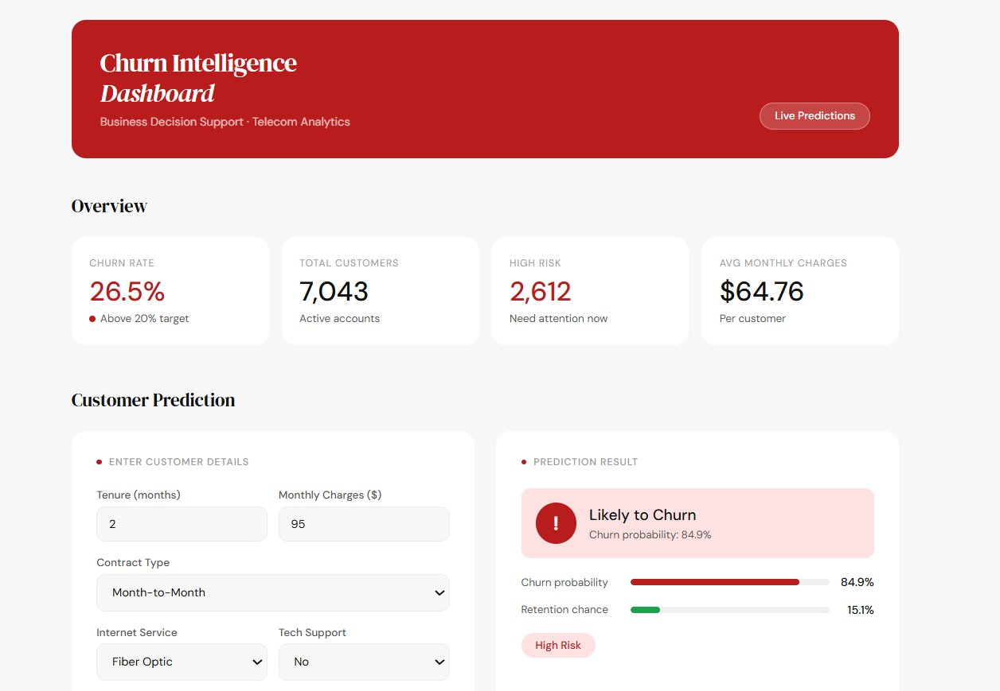 Churn Intelligence
Dashboard
Business Decision Support · Telecom Analytics
Live Predictions
Overview
CHURN RATE
26.5%
Above 20% target
TOTAL CUSTOMERS
7,043
Active accounts
HIGH RISK
2,612
Need attention now
AVG MONTHLY CHARGES
$64.76
Per customer
Customer Prediction
ENTER CUSTOMER DETAILS
Tenure (months)
2
Monthly Charges ($)
95
Contract Type
Month-to-Month
Internet Service
Fiber Optic
Tech Support
No
PREDICTION RESULT
!
Likely to Churn
Churn probability: 84.9%
Churn probability 84.9%
Retention chance 15.1%
High Risk